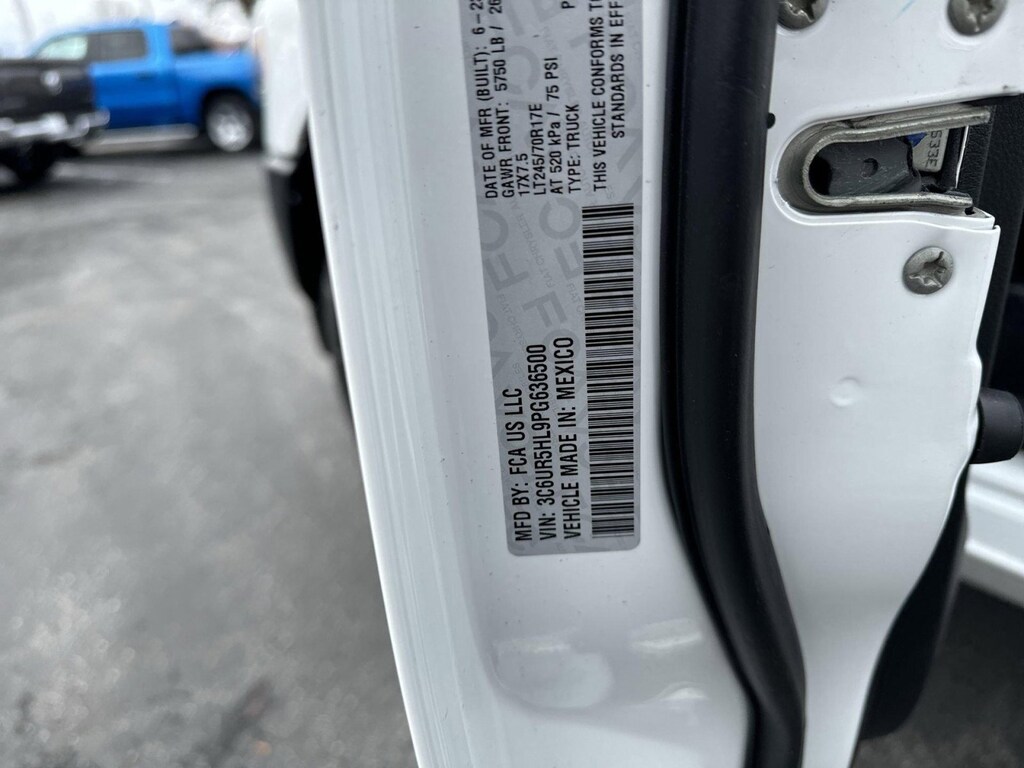 MFD BY: FCA US LLC
DATE OF MFR (BUILT): 6-23
VIN: 3C6UR5HL9PG636500
GAWR FRONT: 5750 LB / 26
VEHICLE MADE IN: MEXICO
17X7.5
LT245/70R17E
AT 520 kPa / 75 PSI
TYPE: TRUCK
THIS VEHICLE CONFORMS TO
STANDARDS IN EFF